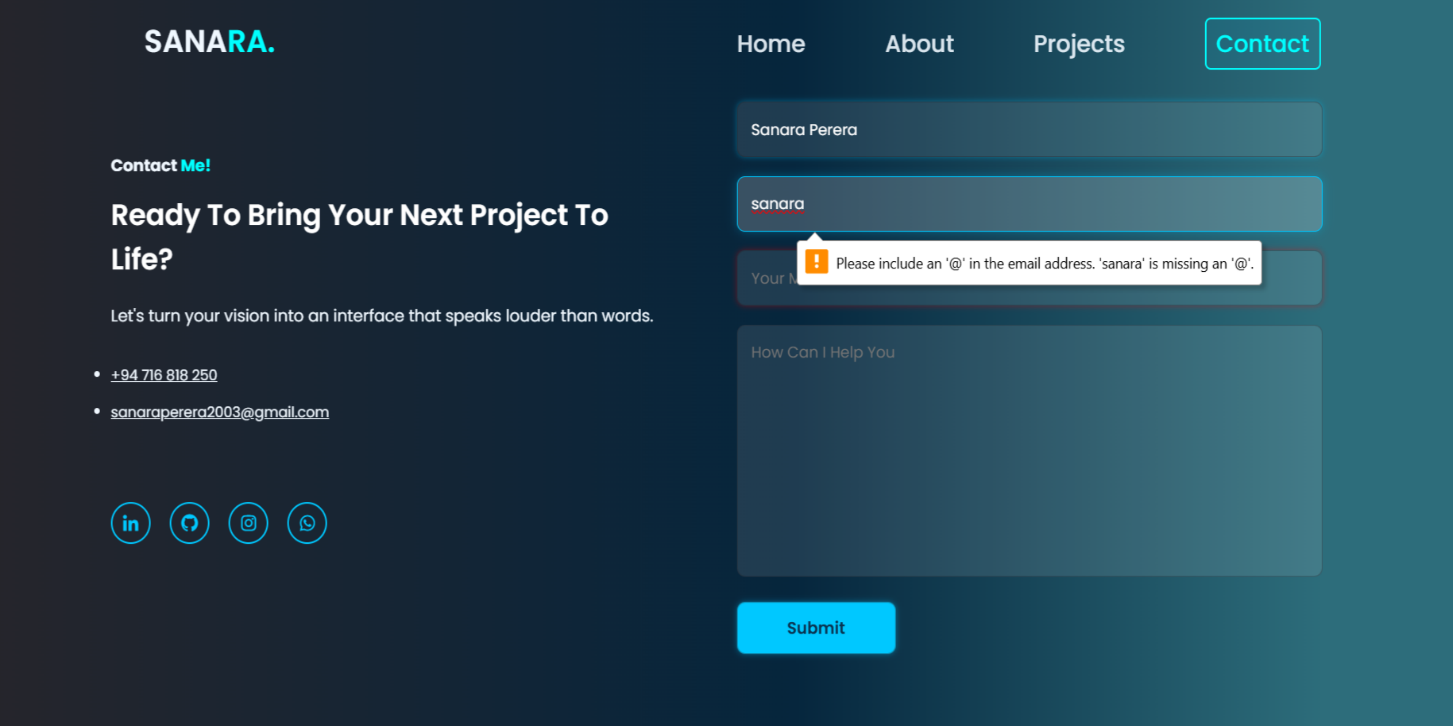 SANARA.
Home About Projects Contact
Contact Me!
Ready To Bring Your Next Project To
Life?
Let's turn your vision into an interface that speaks louder than words.
+94 716 818 250
sanaraperera2003@gmail.com
Sanara Perera
sanara
Please include an '@' in the email address. 'sanara' is missing an '@'.
Your
How Can I Help You
Submit